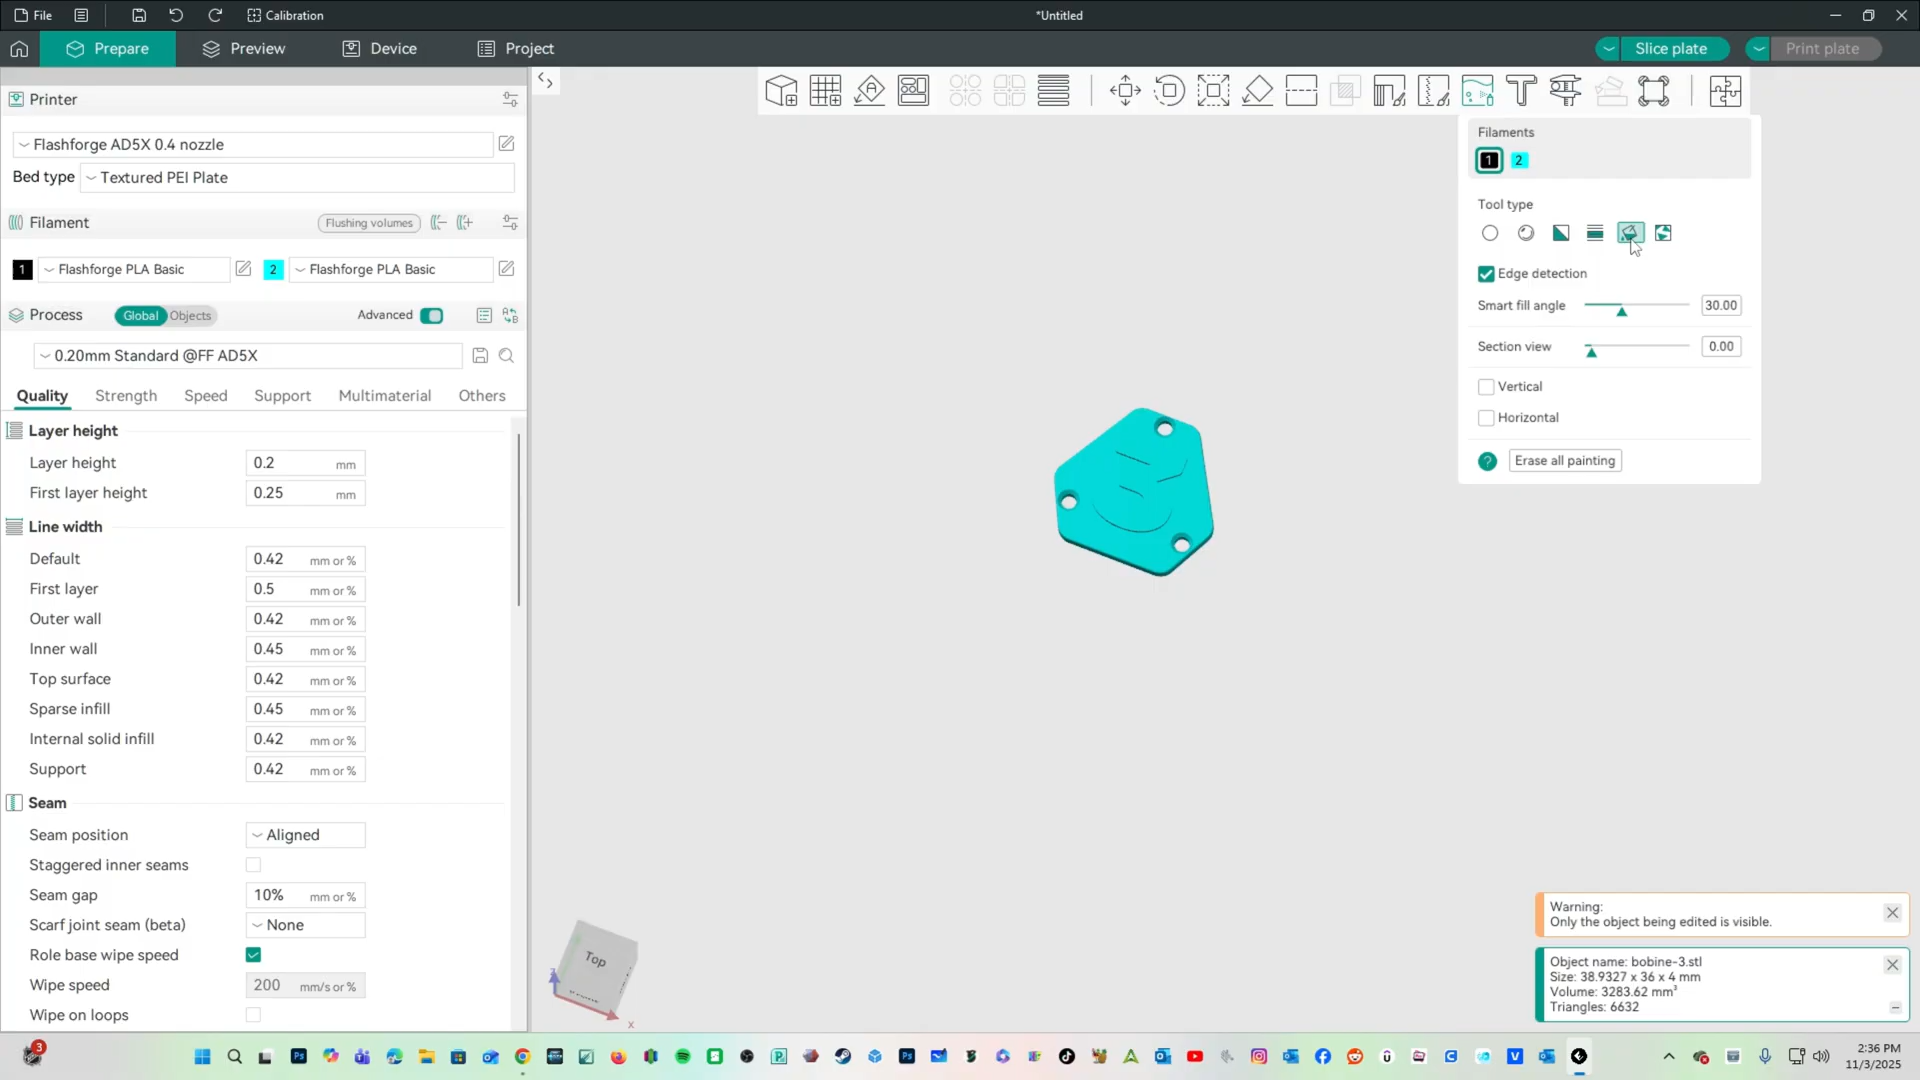 File
Calibration
*Untitled
Prepare
Preview
Device
Project
Slice plate
Print plate
Printer
Flashforge AD5X 0.4 nozzle
Bed type
Textured PEI Plate
Filament
Flushing volumes
1
Flashforge PLA Basic
2
Flashforge PLA Basic
Process
Global
Objects
Advanced
0.20mm Standard @FF AD5X
Quality
Strength
Speed
Support
Multimaterial
Others
Layer height
Layer height 0.2 mm
First layer height 0.25 mm
Line width
Default 0.42 mm or %
First layer 0.5 mm or %
Outer wall 0.42 mm or %
Inner wall 0.45 mm or %
Top surface 0.42 mm or %
Sparse infill 0.45 mm or %
Internal solid infill 0.42 mm or %
Support 0.42 mm or %
Seam
Seam position Aligned
Staggered inner seams
Seam gap 10% mm or %
Scarf joint seam (beta) None
Role base wipe speed
Wipe speed 200 mm/s or %
Wipe on loops
Filaments
1 2
Tool type
Edge detection
Smart fill angle 30.00
Section view 0.00
Vertical
Horizontal
? Erase all painting
Top
z
x
Warning:
Only the object being edited is visible.
Object name: bobine-3.stl
Size: 38.9327 x 36 x 4 mm
Volume: 3283.62 mm³
Triangles: 6632
3
2:36 PM
11/3/2025